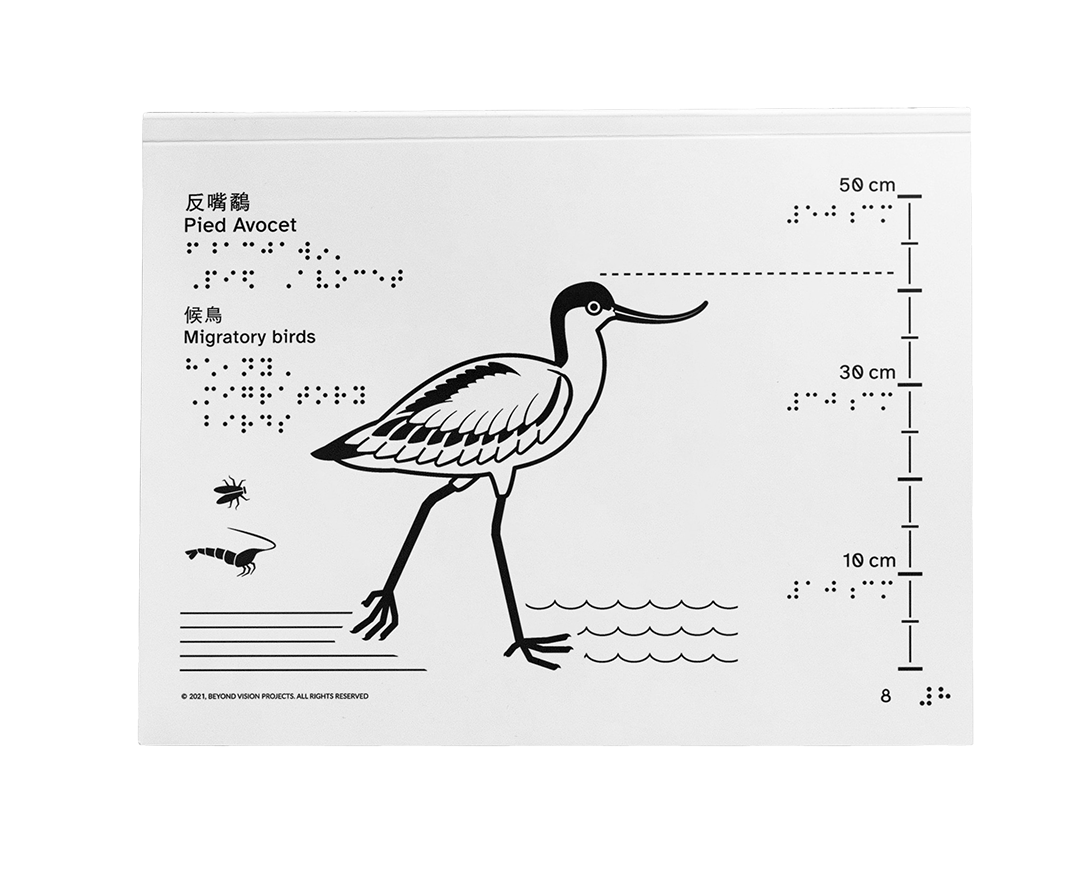 反嘴鷸
Pied Avocet
候鳥
Migratory birds
50 cm
30 cm
10 cm
© 2021, BEYOND VISION PROJECTS. ALL RIGHTS RESERVED
8